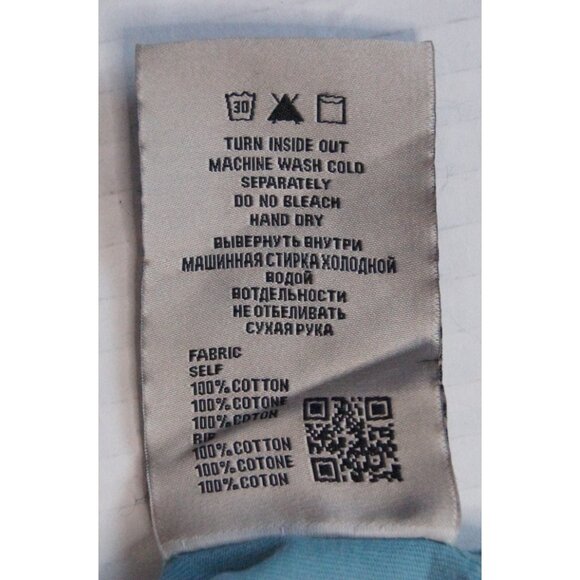 30
TURN INSIDE OUT
MACHINE WASH COLD
SEPARATELY
DO NO BLEACH
HAND DRY
ВЫВЕРНУТЬ ВНУТРИ
МАШИННАЯ СТИРКА ХОЛОДНОЙ
ВОДОЙ
ВОТДЕЛЬНОСТИ
НЕ ОТБЕЛИВАТЬ
СУХАЯ РУКА
FABRIC
SELF
100% COTTON
100% COTONE
100% COTON
RIB
100% COTTON
100% COTONE
100% COTON